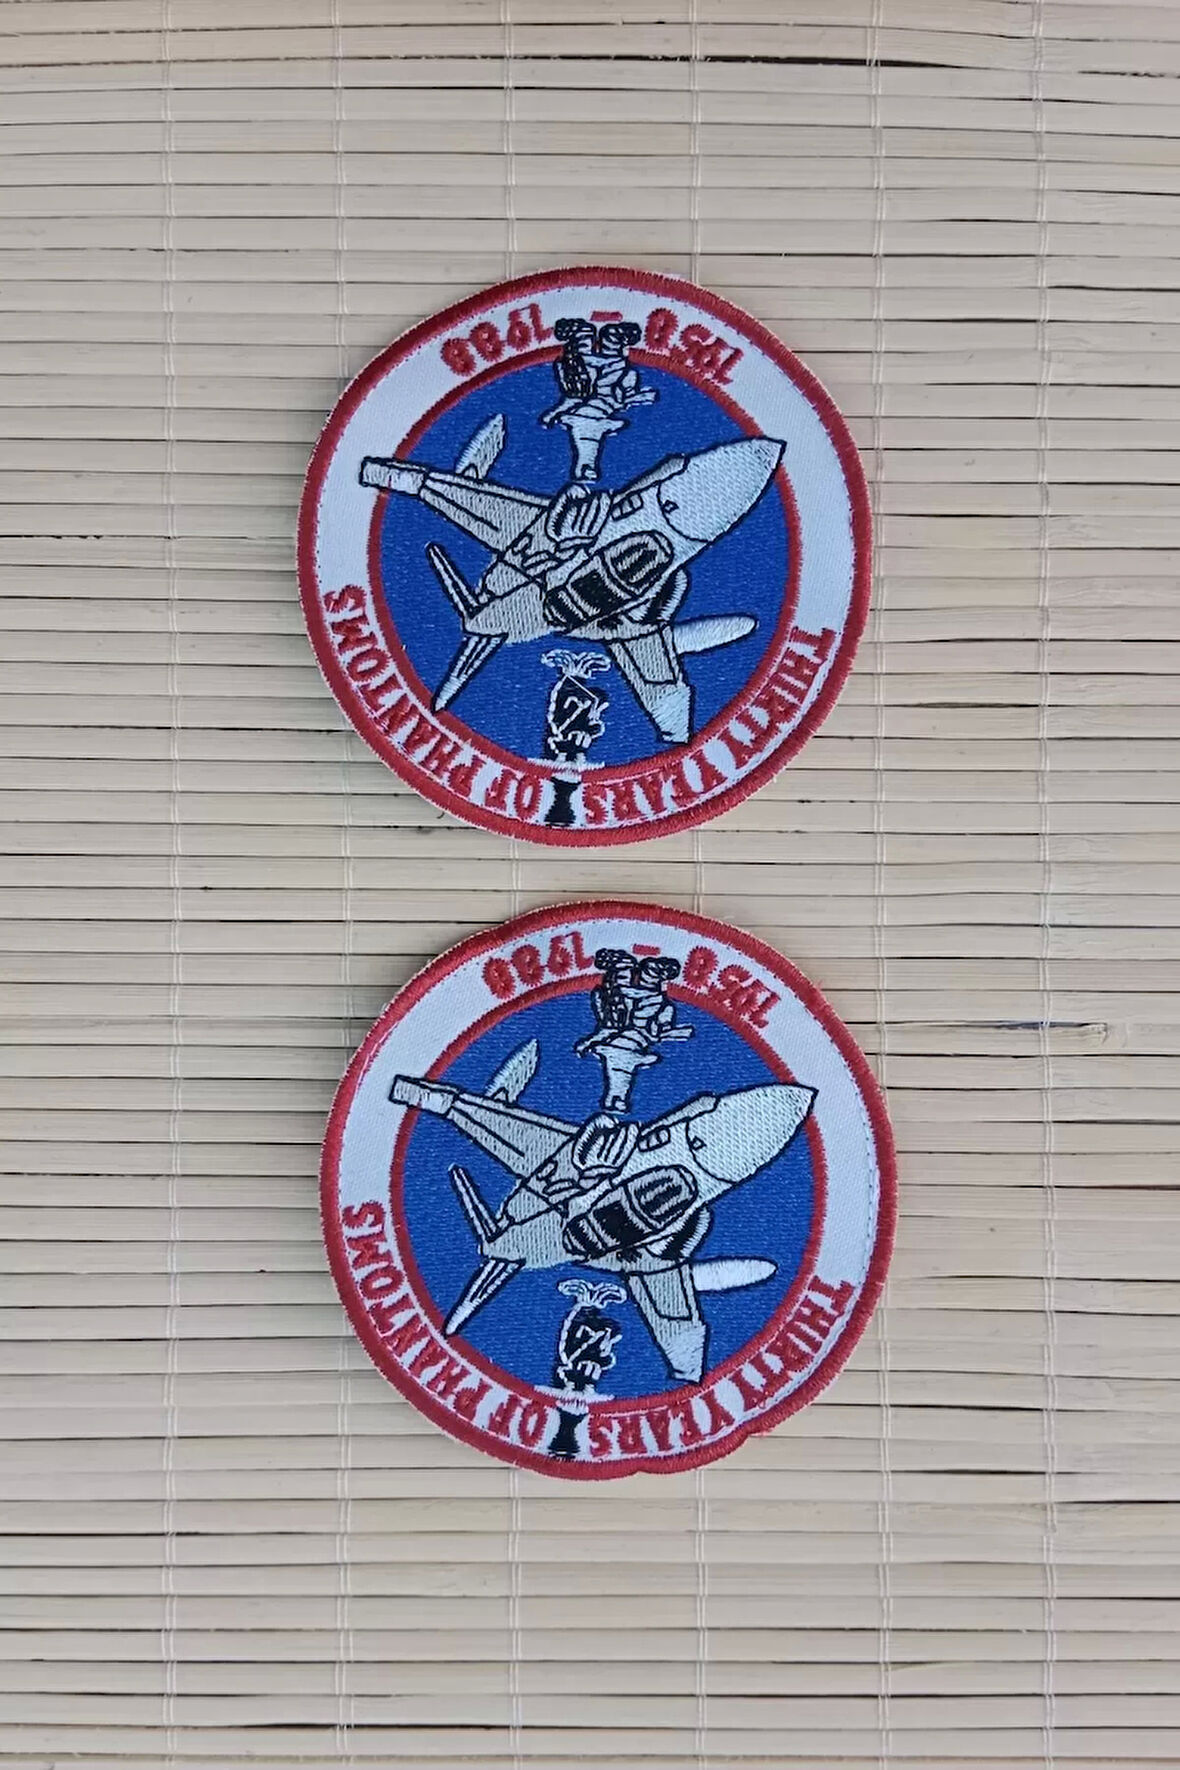 THIRTY YEARS OF PHANTOMS
1958 - 1988
THIRTY YEARS OF PHANTOMS
1958 - 1988